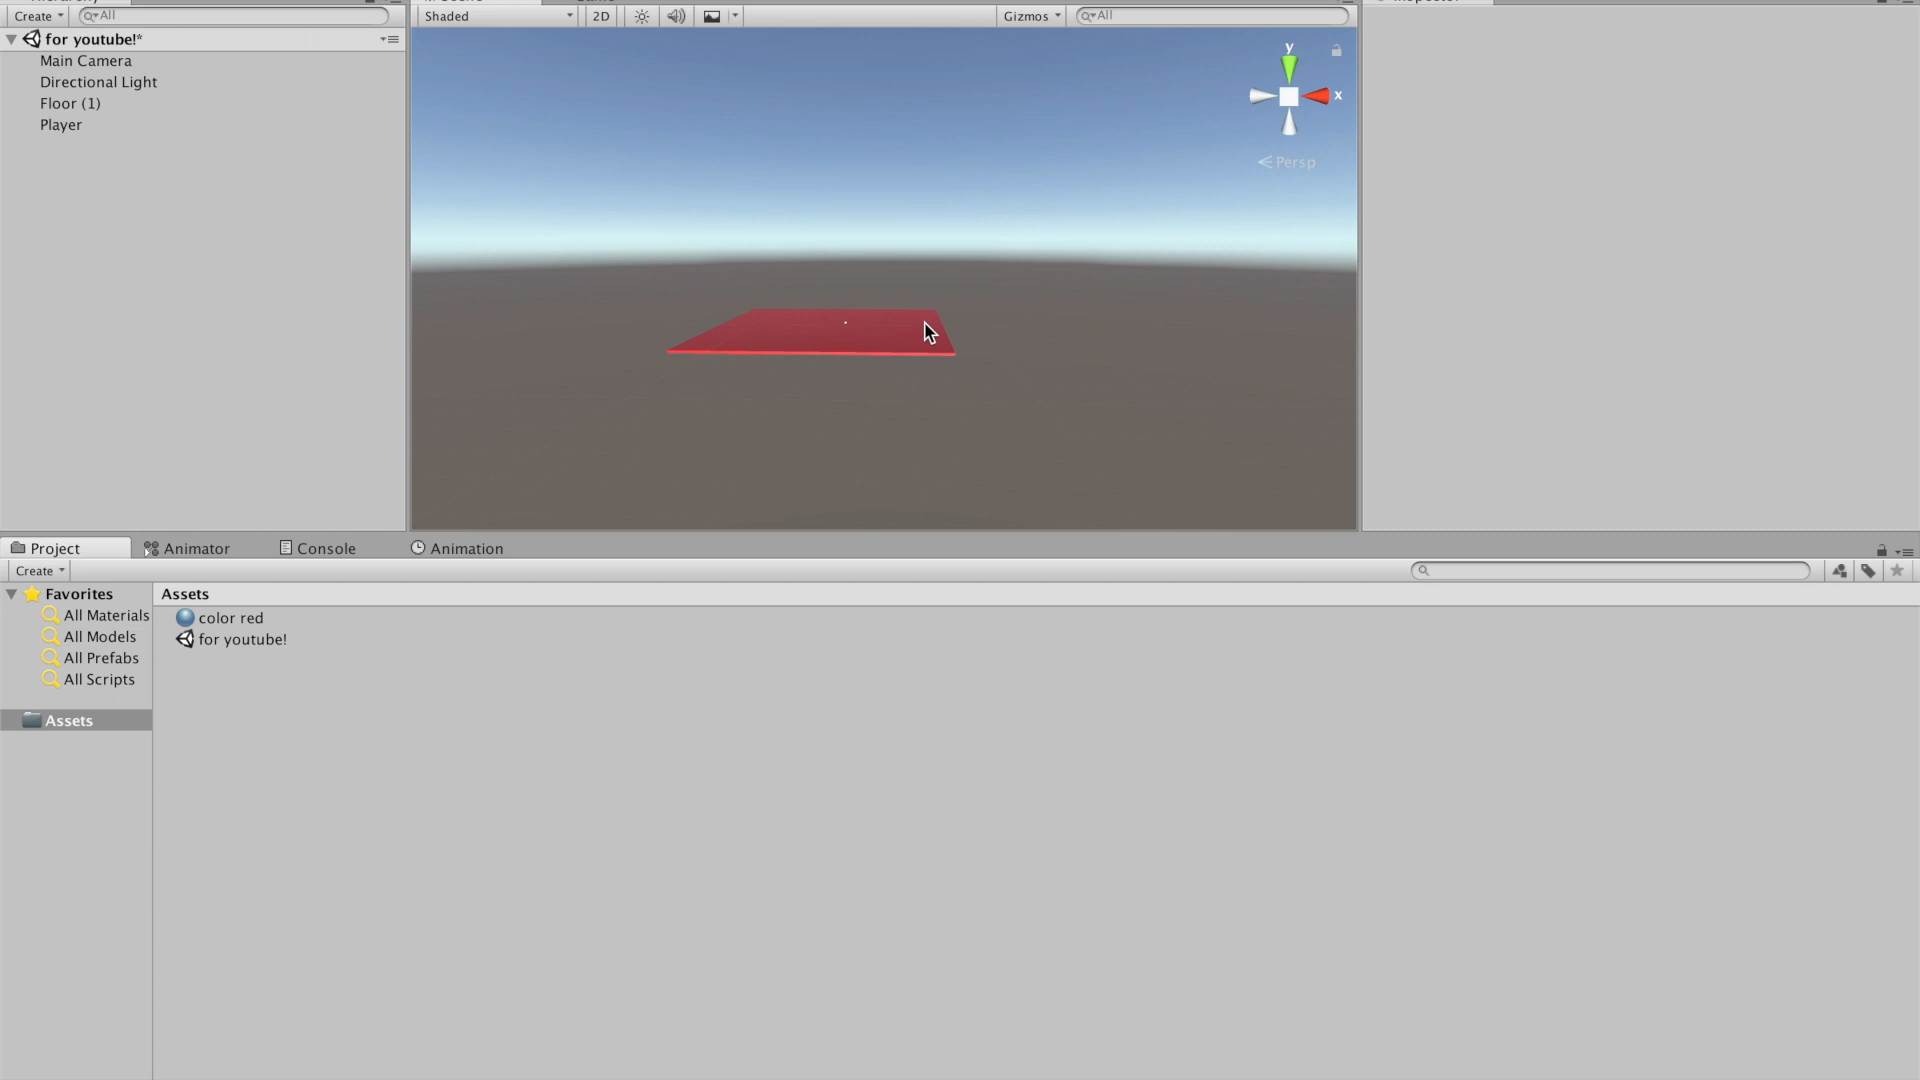 Create All
Shaded 2D Gizmos All
for youtube!*
Main Camera
Directional Light
Floor (1)
Player
y
x
Persp
Project Animator Console Animation
Create
Favorites
All Materials
All Models
All Prefabs
All Scripts
Assets
Assets
color red
for youtube!